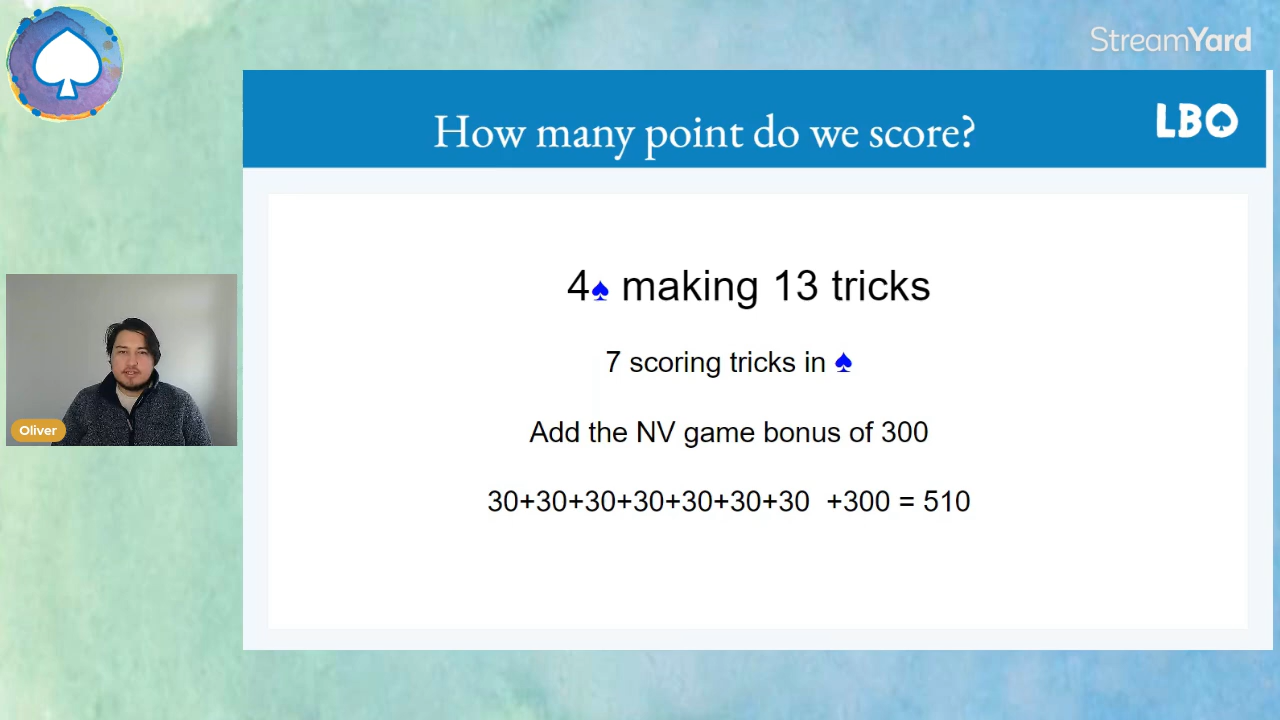 StreamYard
How many point do we score?
LBO
4♠ making 13 tricks
7 scoring tricks in ♠
Add the NV game bonus of 300
30+30+30+30+30+30+30 +300 = 510
Oliver